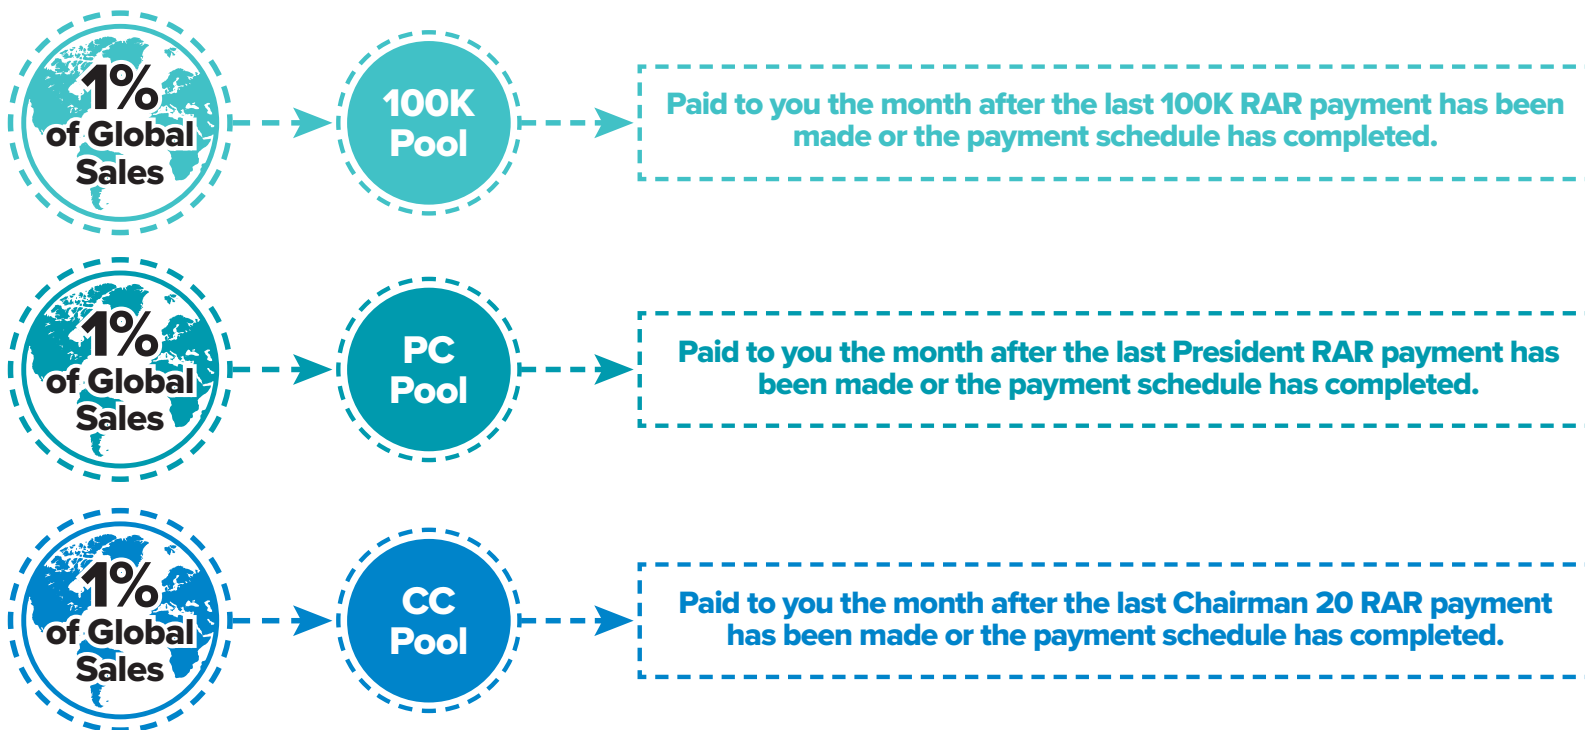 1%
of Global
Sales
100K
Pool
Paid to you the month after the last 100K RAR payment has been
made or the payment schedule has completed.
1%
of Global
Sales
PC
Pool
Paid to you the month after the last President RAR payment has
been made or the payment schedule has completed.
1%
of Global
Sales
CC
Pool
Paid to you the month after the last Chairman 20 RAR payment
has been made or the payment schedule has completed.